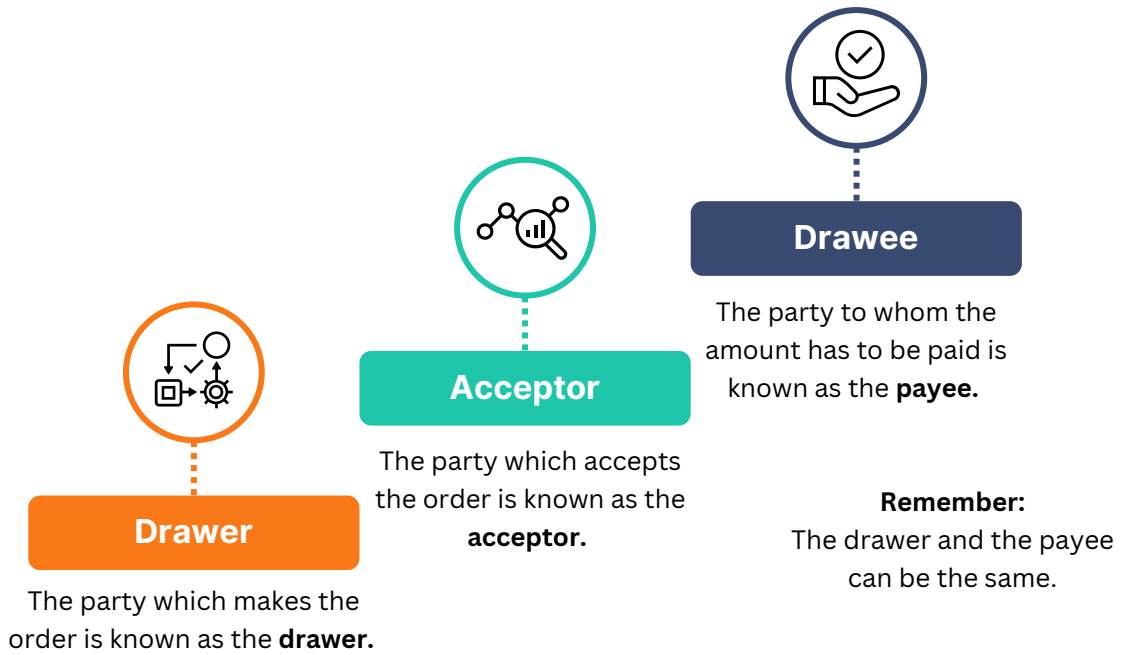 Drawer
The party which makes the
order is known as the drawer.
Acceptor
The party which accepts
the order is known as the
acceptor.
Drawee
The party to whom the
amount has to be paid is
known as the payee.
Remember:
The drawer and the payee
can be the same.